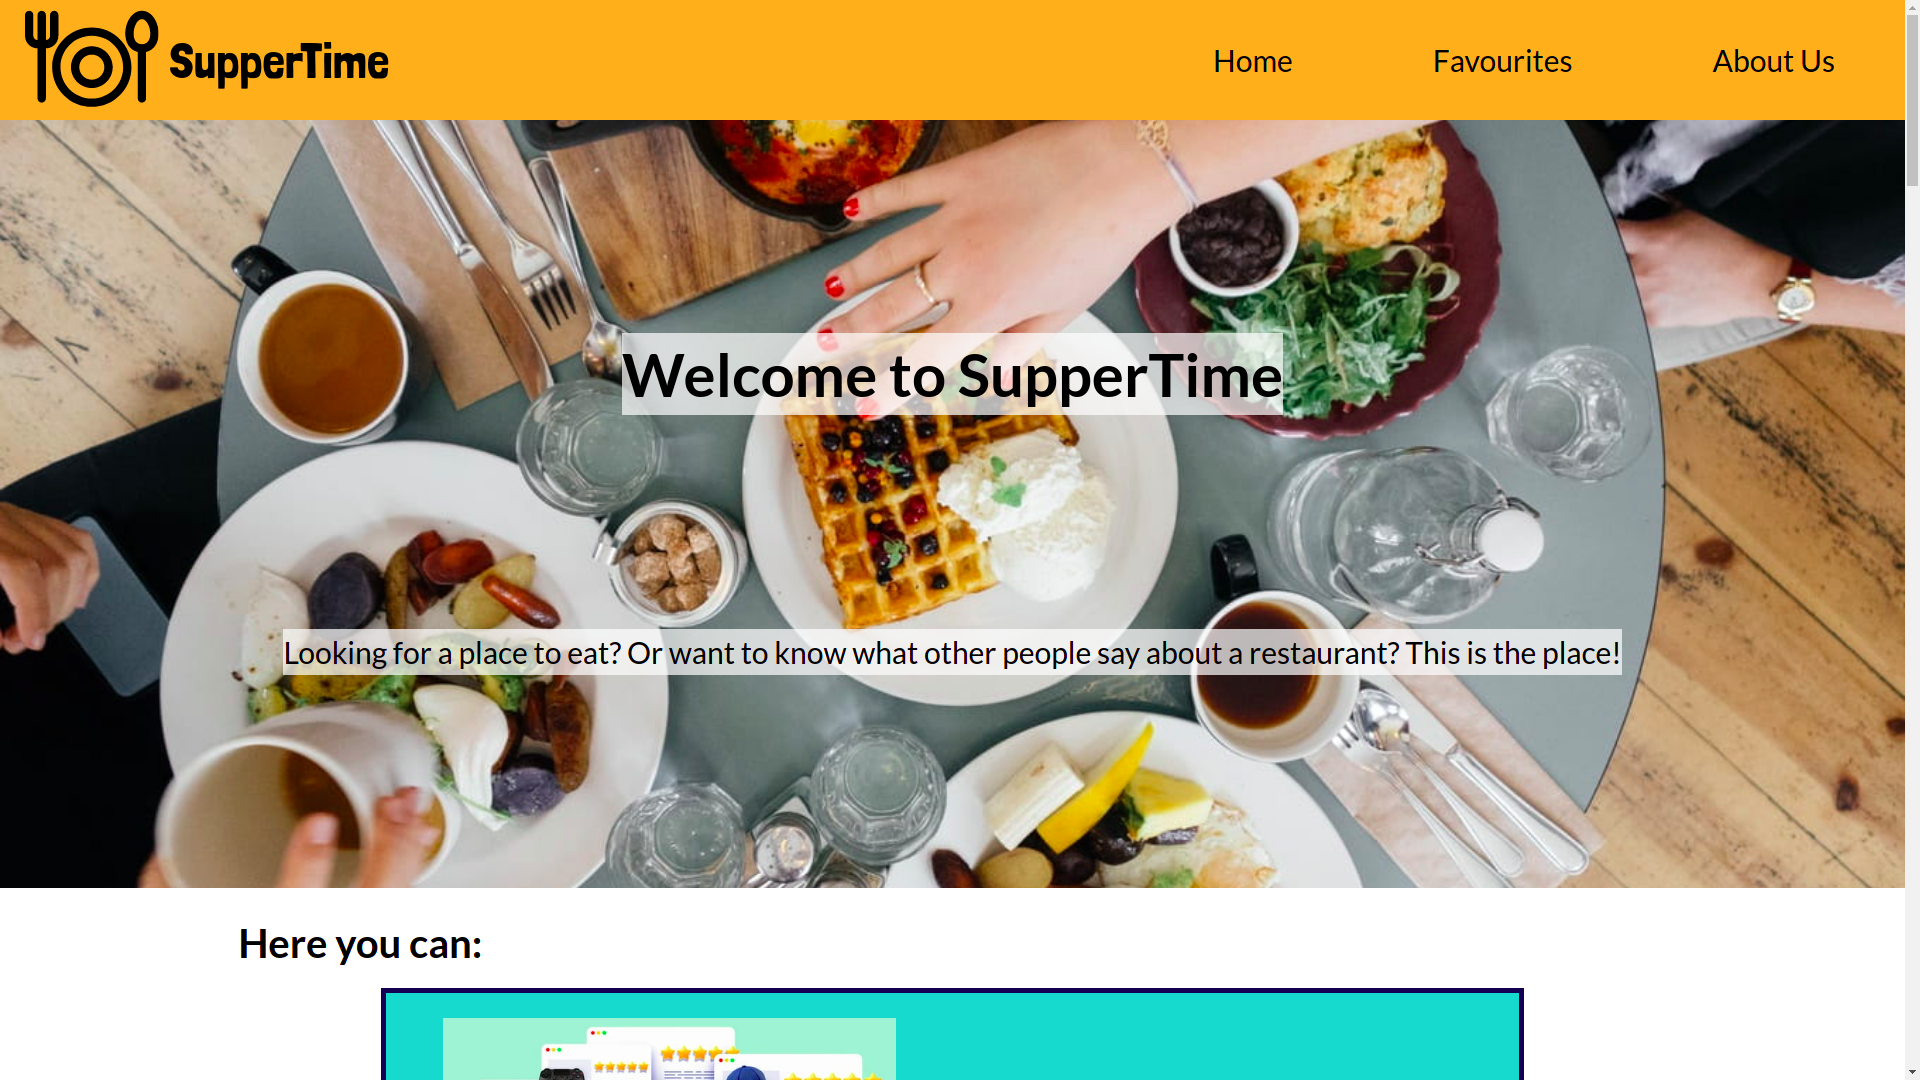 SupperTime
Home
Favourites
About Us
Welcome to SupperTime
Looking for a place to eat? Or want to know what other people say about a restaurant? This is the place!
Here you can: